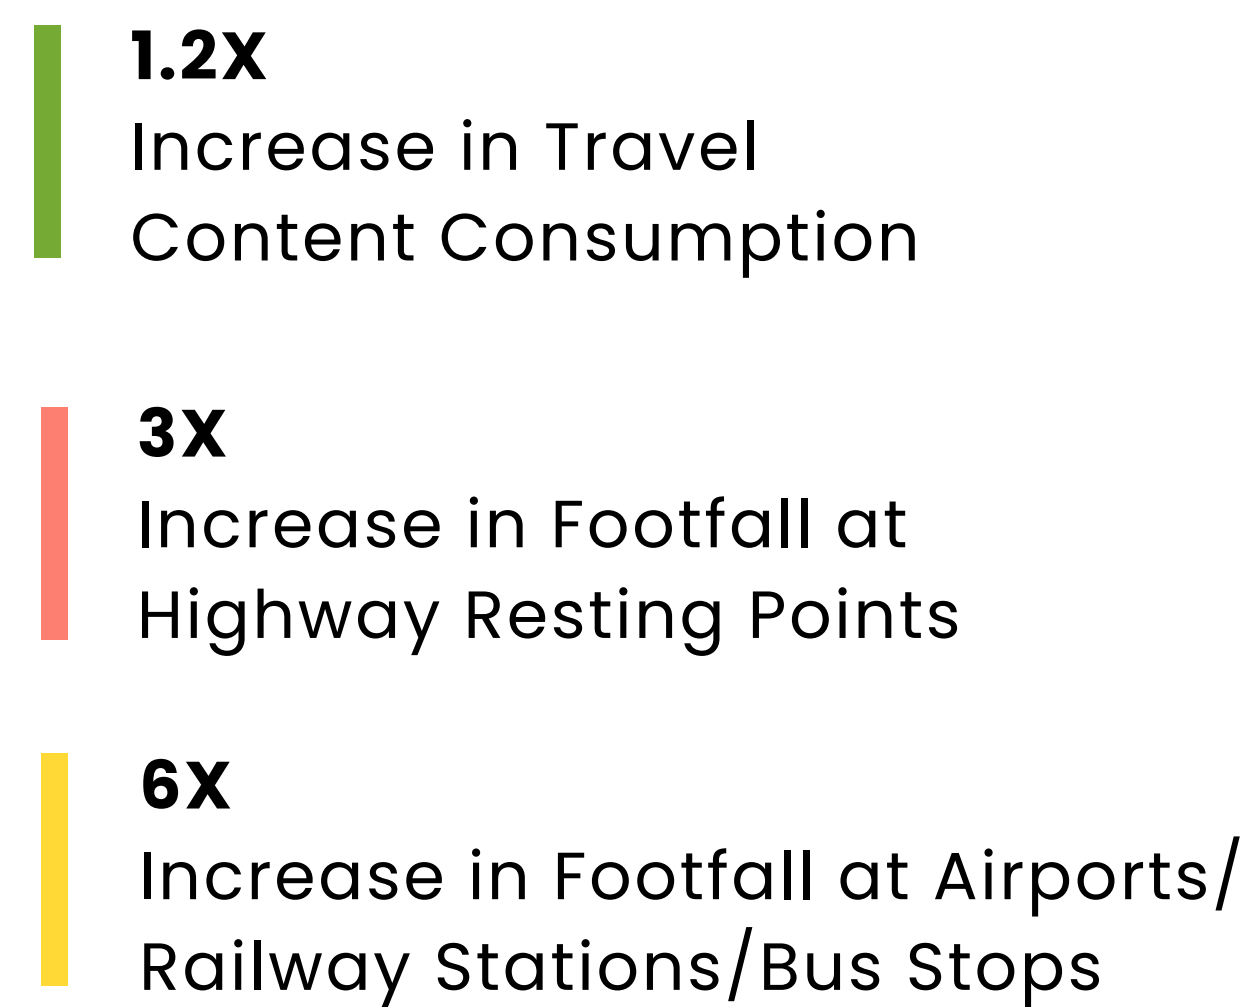 1.2X
Increase in Travel
Content Consumption
3X
Increase in Footfall at
Highway Resting Points
6X
Increase in Footfall at Airports/
Railway Stations/Bus Stops